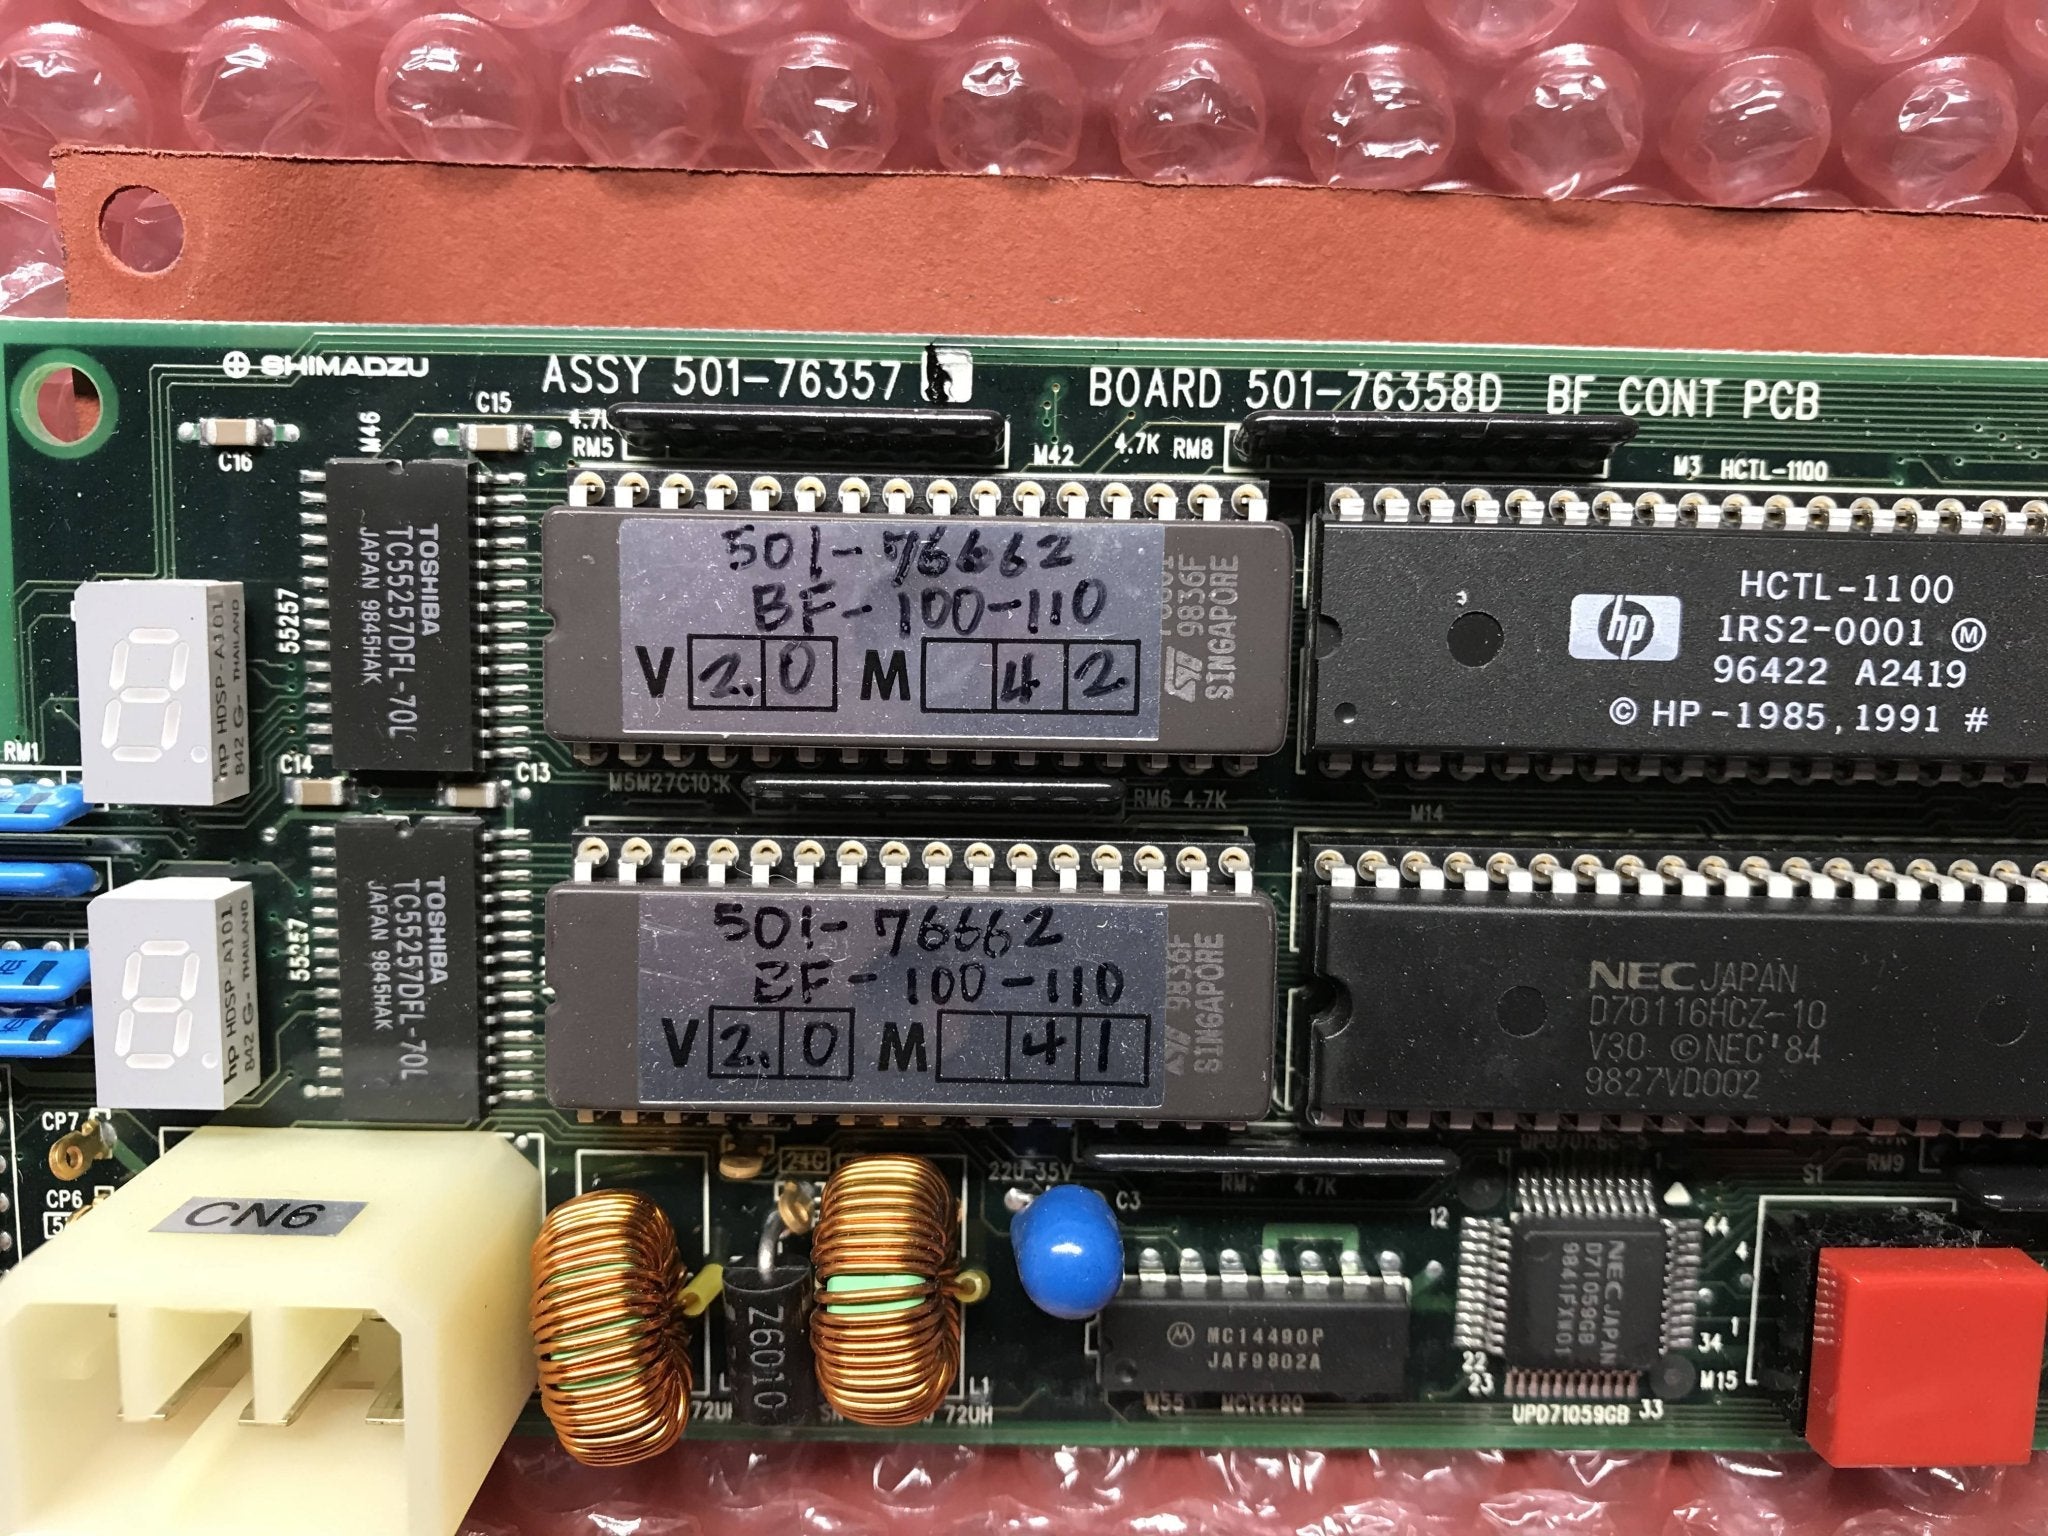 SHIMADZU
ASSY 501-76357
BOARD 501-76358D BF CONT PCB
C16
M46
C15
RM5
M42
4.7K RM8
M3 HCTL-1100
55257
TOSHIBA
TC55257DFL-70L
JAPAN 9845HAK
501-76662
BF-100-110
V 2.0 M 42
9836F
SINGAPORE
hp
HCTL-1100
1RS2-0001 Ⓜ
96422 A2419
© HP-1985, 1991 #
hp HDSP-A101
842 G- THAILAND
RM1
C14
C13
RM6 4.7K
M14
55257
TOSHIBA
TC55257DFL-70L
JAPAN 9845HAK
501-76662
BF-100-110
V 2.0 M 41
9836F
SINGAPORE
NEC JAPAN
D70116HCZ-10
V30 ©NEC'84
9827VD002
hp HDSP-A101
842 G- THAILAND
CP7
CP6
CN6
Z6010
L1
72UH
22U-35V
C3
4.7K
MC14490P
JAF9802A
M55 MC14490
11
1
12
44
NEC JAPAN
D71059GB
22
23
34
33
M15
UPD71059GB
RM9
S1
4
1